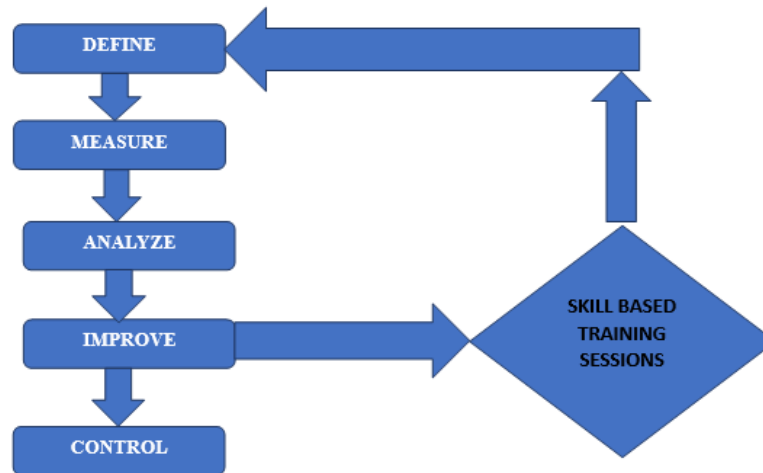 DEFINE
MEASURE
ANALYZE
IMPROVE
SKILL BASED
TRAINING
SESSIONS
CONTROL